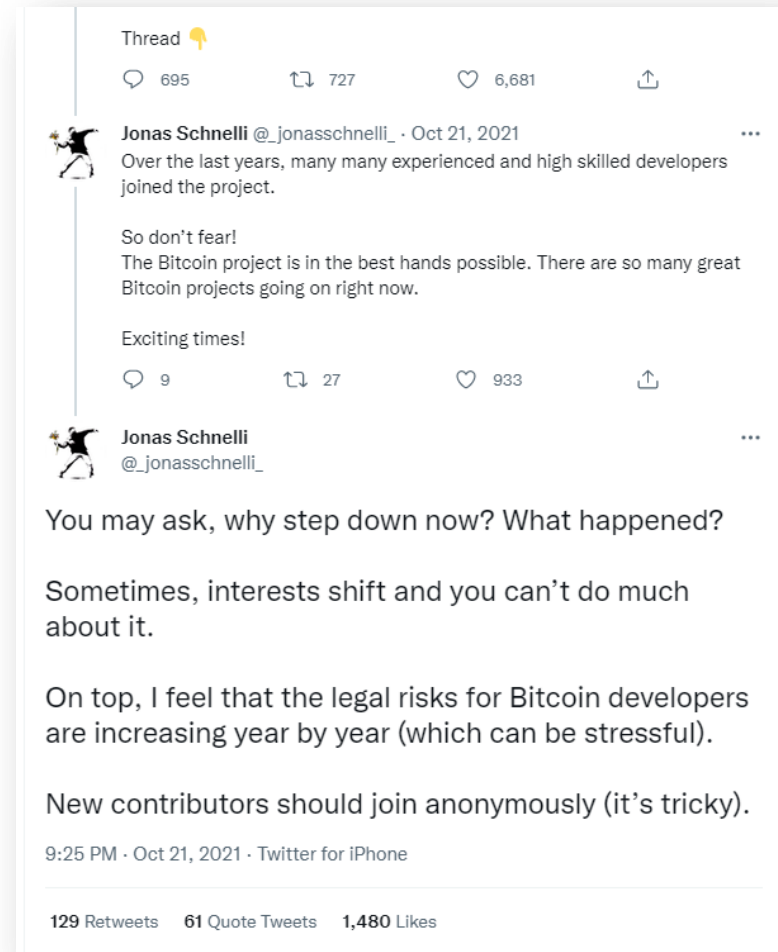 Thread 👇
695 727 6,681
Jonas Schnelli @_jonasschnelli_ · Oct 21, 2021
Over the last years, many many experienced and high skilled developers
joined the project.
So don't fear!
The Bitcoin project is in the best hands possible. There are so many great
Bitcoin projects going on right now.
Exciting times!
9 27 933
Jonas Schnelli
@_jonasschnelli_
You may ask, why step down now? What happened?
Sometimes, interests shift and you can't do much
about it.
On top, I feel that the legal risks for Bitcoin developers
are increasing year by year (which can be stressful).
New contributors should join anonymously (it's tricky).
9:25 PM · Oct 21, 2021 · Twitter for iPhone
129 Retweets 61 Quote Tweets 1,480 Likes